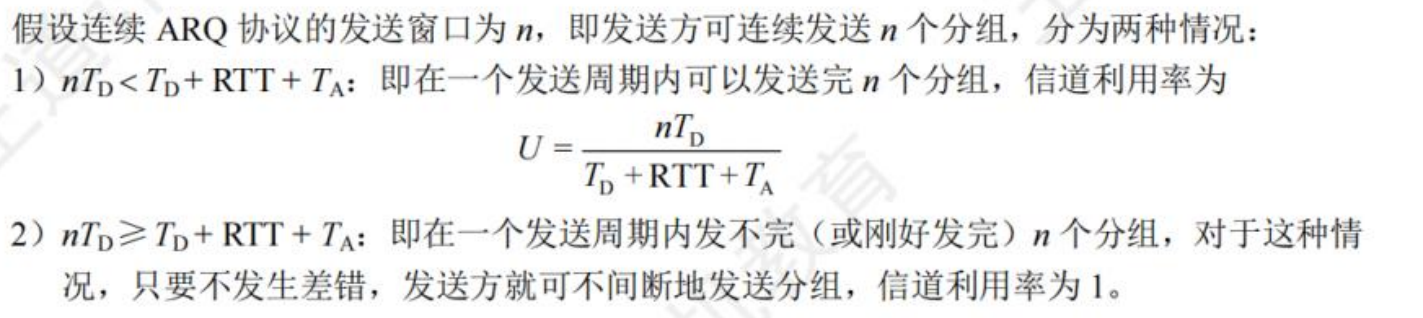 假设连续 ARQ 协议的发送窗口为 n，即发送方可连续发送 n 个分组，分为两种情况：
1）nT_D < T_D + RTT + T_A：即在一个发送周期内可以发送完 n 个分组，信道利用率为
U = nT_D / (T_D + RTT + T_A)
2）nT_D ≥ T_D + RTT + T_A：即在一个发送周期内发不完（或刚好发完）n 个分组，对于这种情
况，只要不发生差错，发送方就可不间断地发送分组，信道利用率为 1。